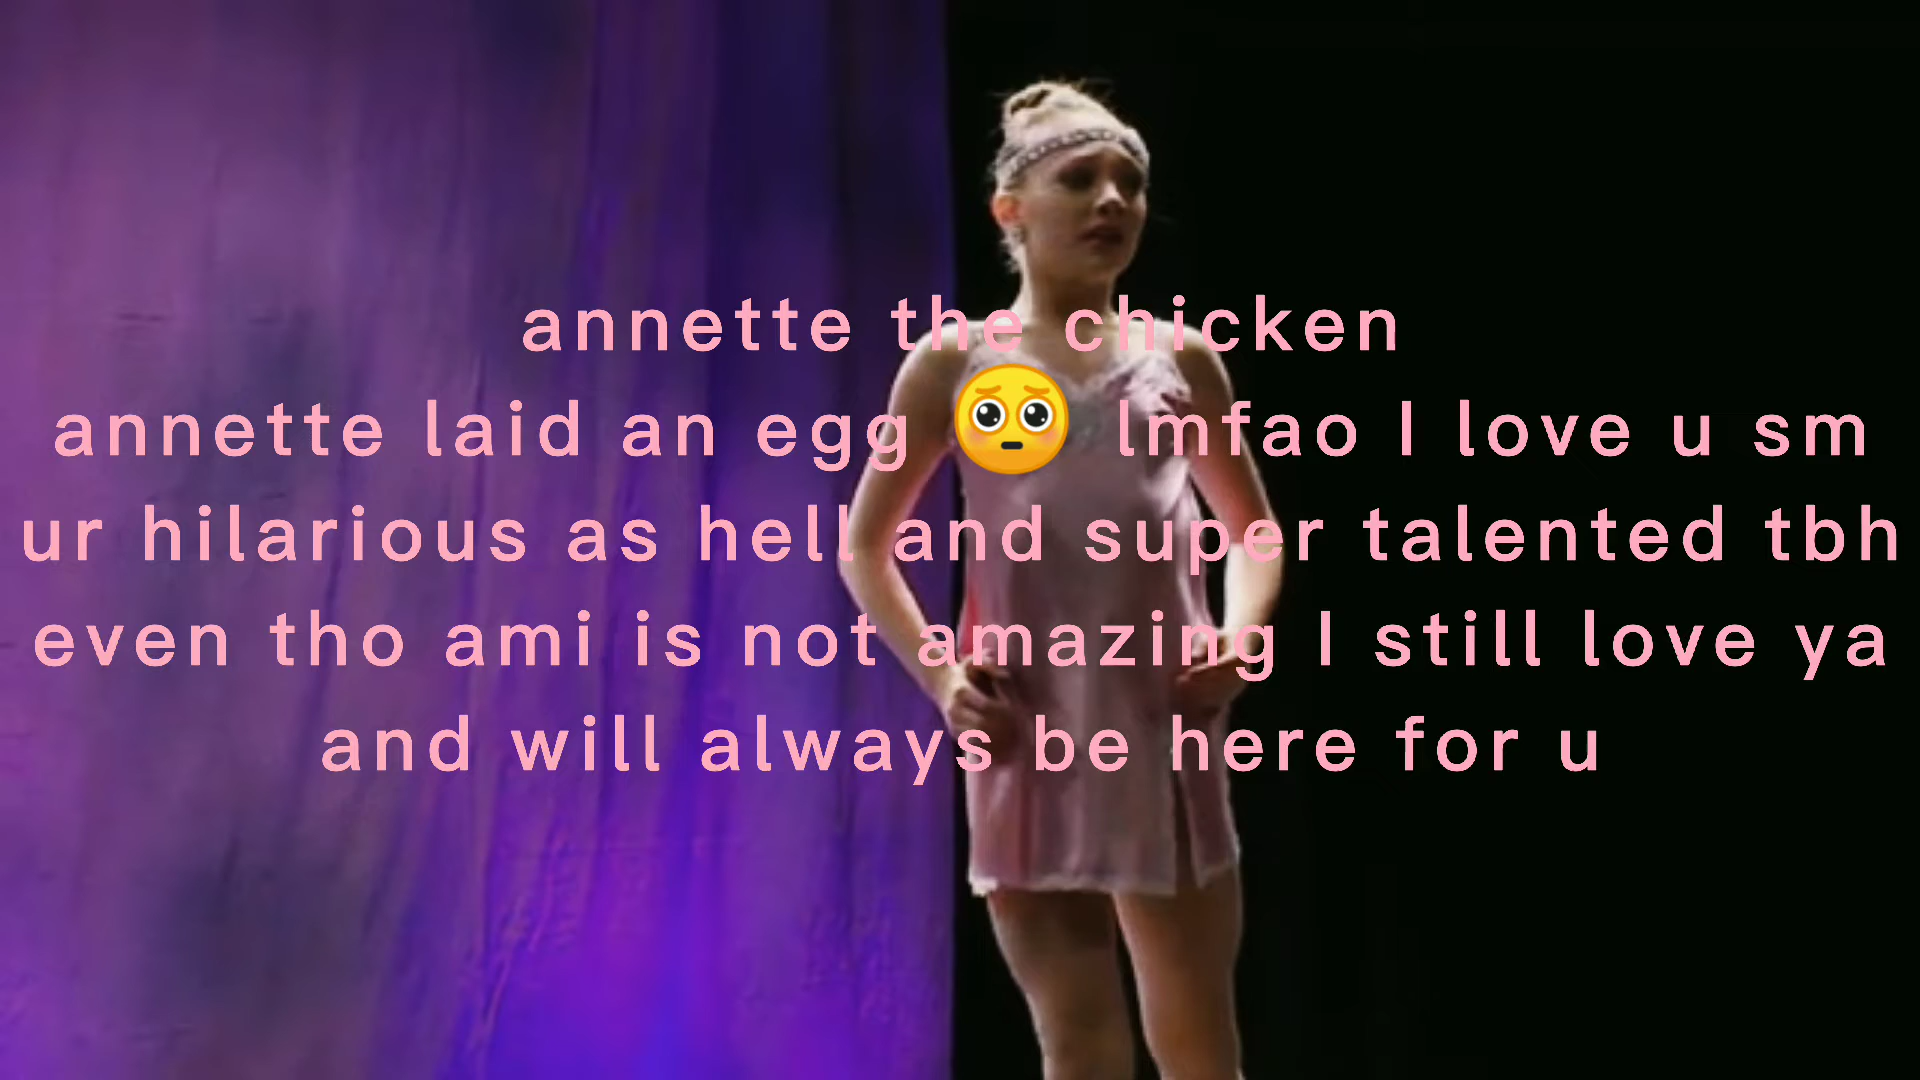 annette the chicken
annette laid an egg 🥺 lmfao I love u sm
ur hilarious as hell and super talented tbh
even tho ami is not amazing I still love ya
and will always be here for u